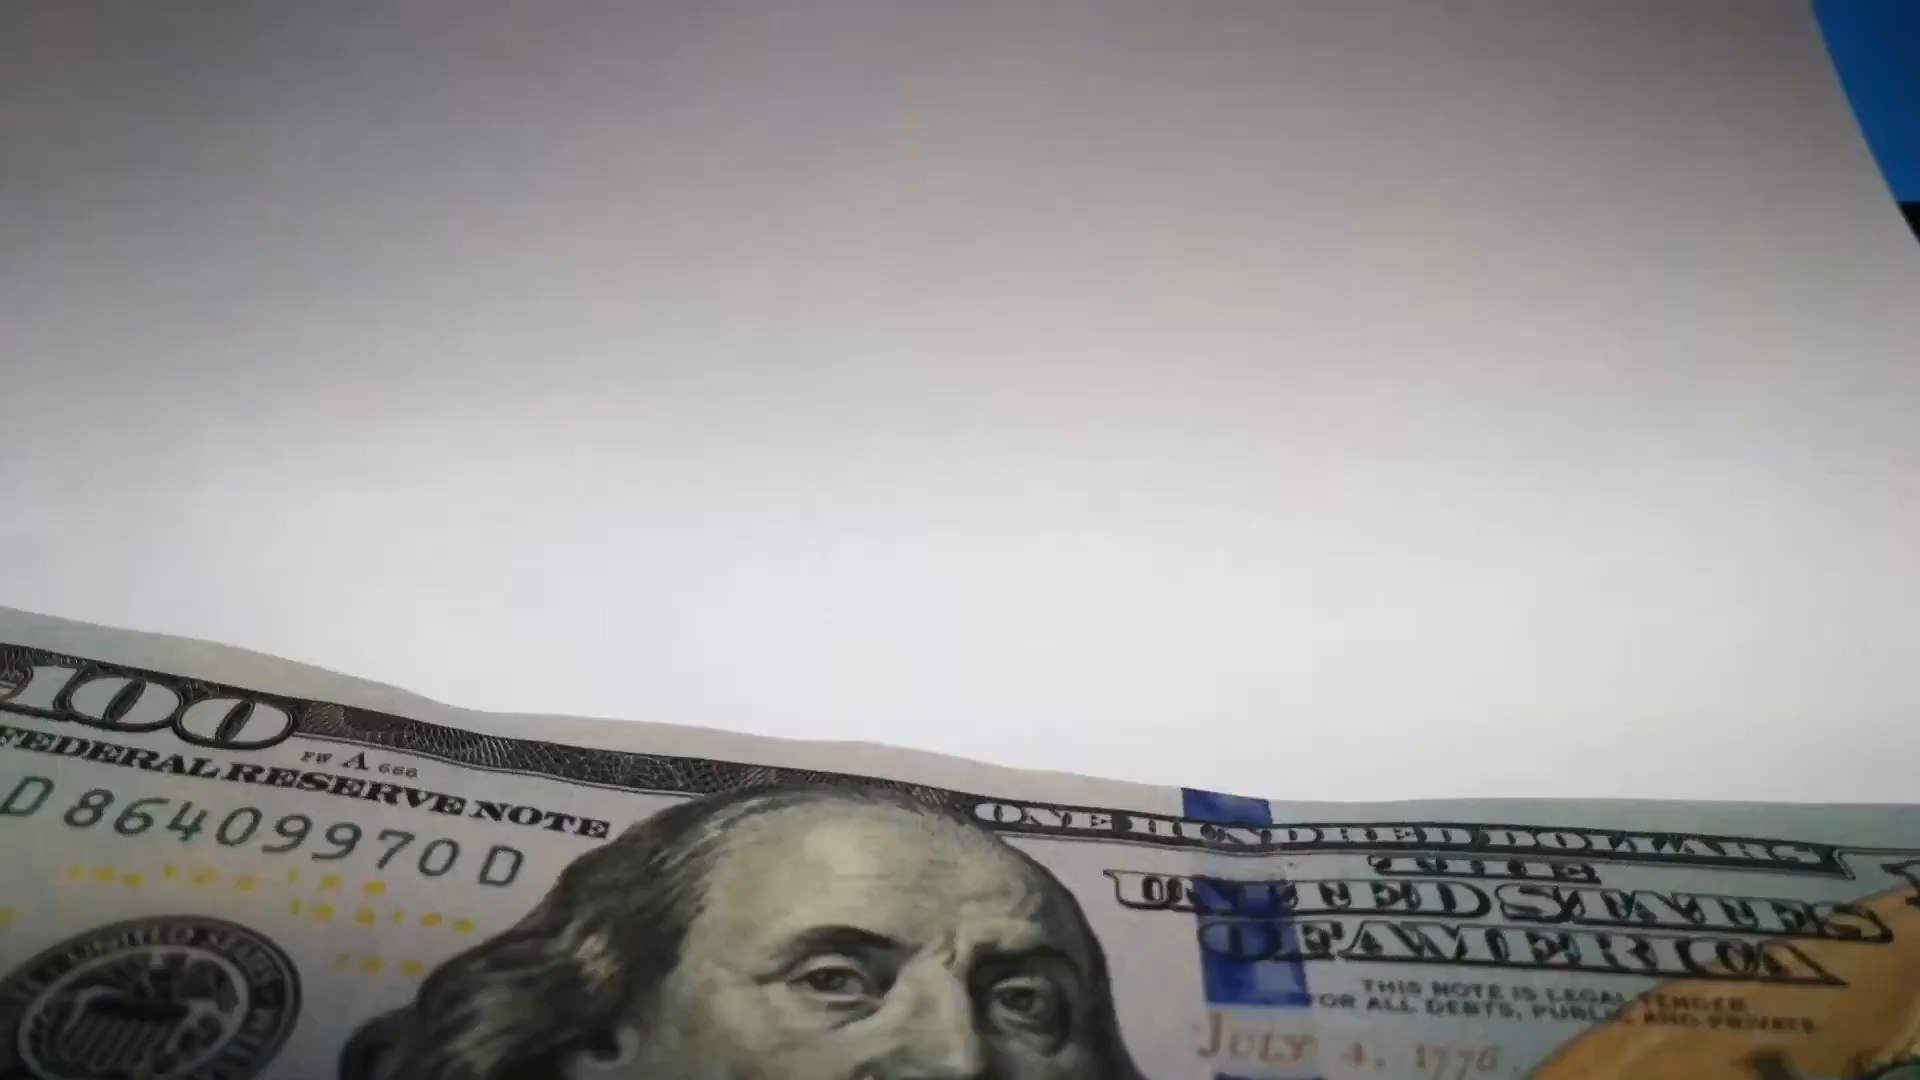 100
FW A 666
FEDERAL RESERVE NOTE
D 86409970 D
ONE HUNDRED DOLLARS
THE
UNITED STATES
OF AMERICA
THIS NOTE IS LEGAL TENDER
FOR ALL DEBTS, PUBLIC AND PRIVATE
JULY 4, 1776.